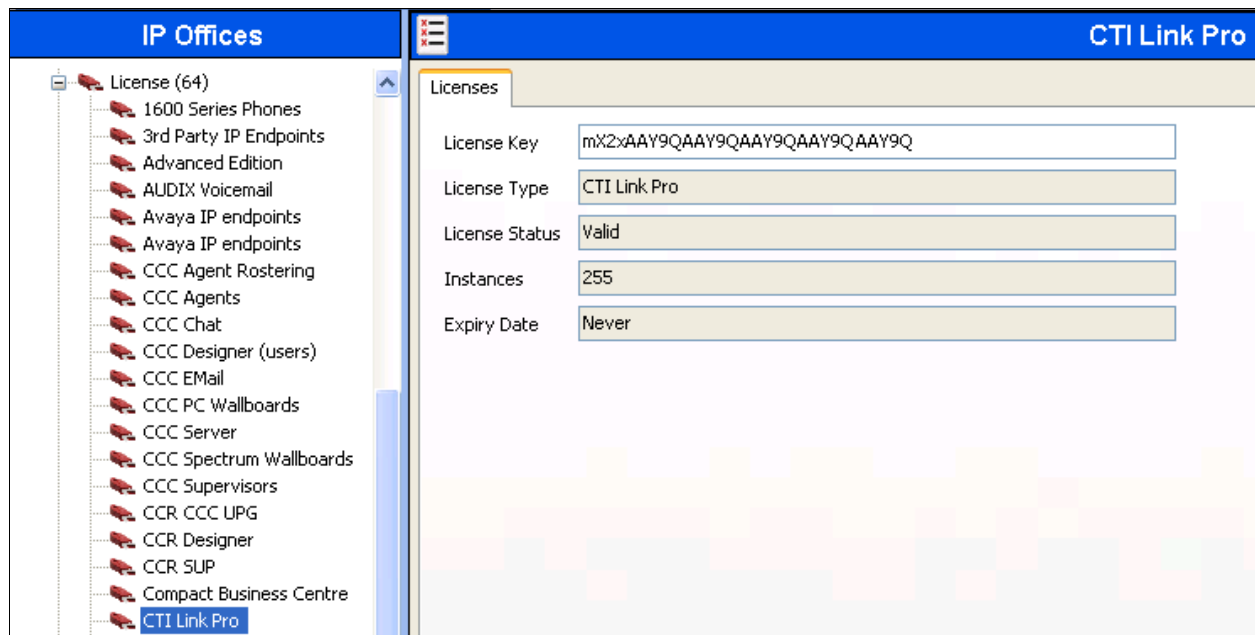 IP Offices
License (64)
1600 Series Phones
3rd Party IP Endpoints
Advanced Edition
AUDIX Voicemail
Avaya IP endpoints
Avaya IP endpoints
CCC Agent Rostering
CCC Agents
CCC Chat
CCC Designer (users)
CCC EMail
CCC PC Wallboards
CCC Server
CCC Spectrum Wallboards
CCC Supervisors
CCR CCC UPG
CCR Designer
CCR SUP
Compact Business Centre
CTI Link Pro
CTI Link Pro
Licenses
License Key mX2xAAY9QAAY9QAAY9QAAY9QAAY9Q
License Type CTI Link Pro
License Status Valid
Instances 255
Expiry Date Never